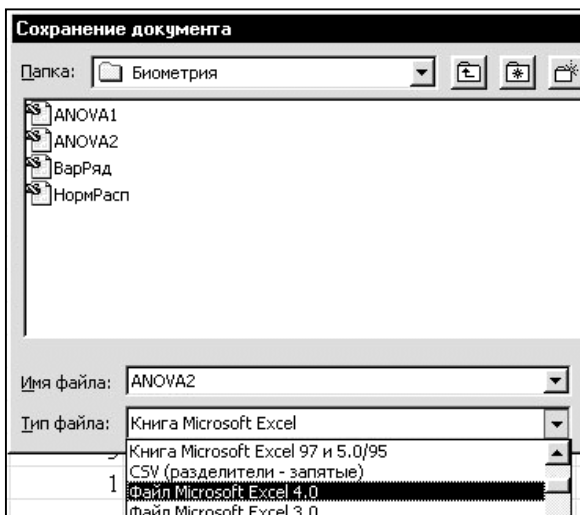 Сохранение документа
Папка: Биометрия
ANOVA1
ANOVA2
ВарРяд
НормРасп
Имя файла: ANOVA2
Тип файла: Книга Microsoft Excel
Книга Microsoft Excel 97 и 5.0/95
CSV (разделители - запятые)
1 Файл Microsoft Excel 4.0
Файл Microsoft Excel 3.0